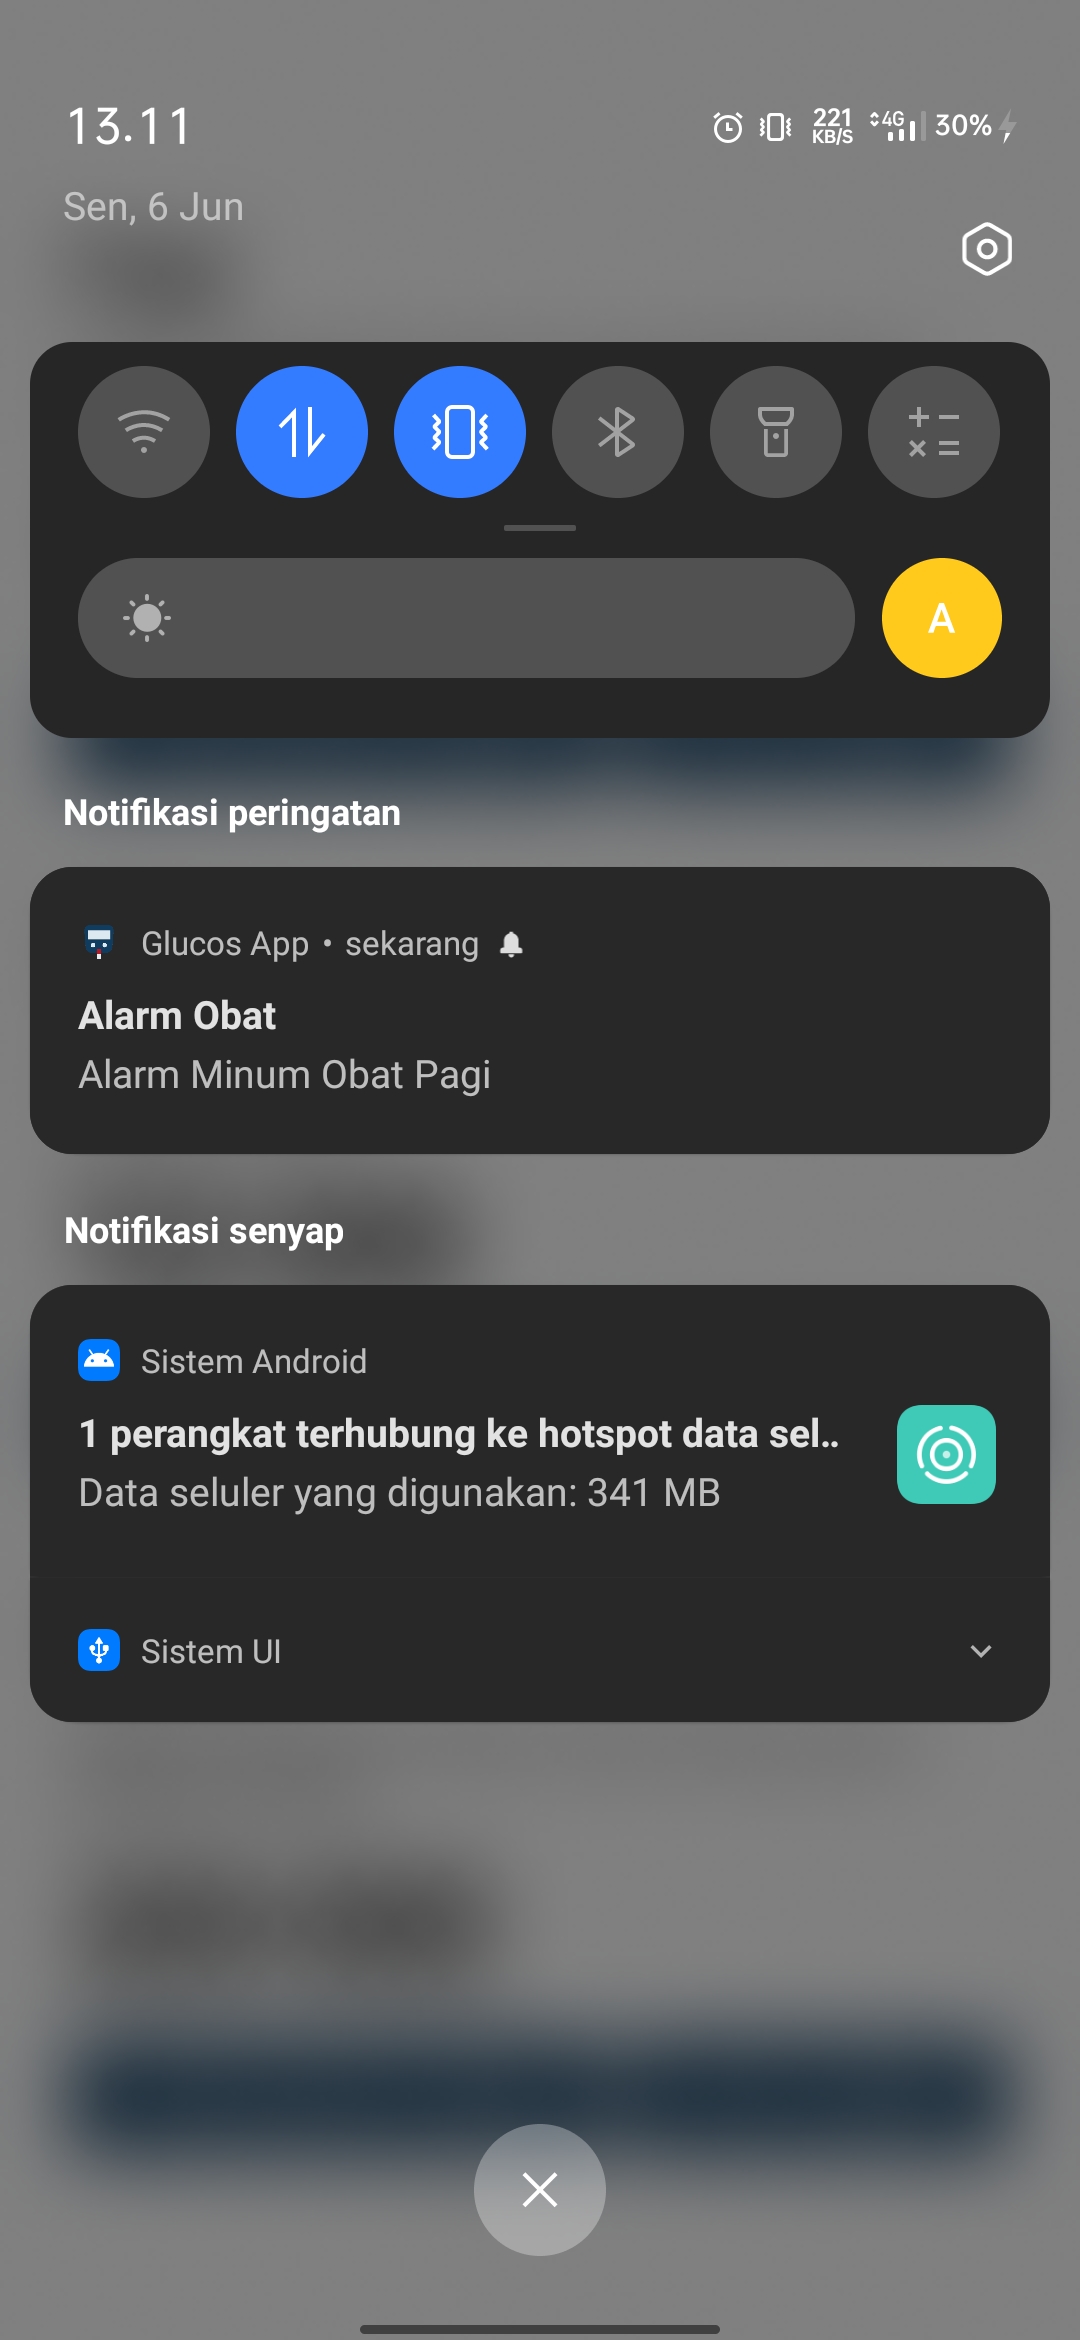 13.11
221
KB/S
4G
30%
Sen, 6 Jun
A
Notifikasi peringatan
Glucos App • sekarang
Alarm Obat
Alarm Minum Obat Pagi
Notifikasi senyap
Sistem Android
1 perangkat terhubung ke hotspot data sel..
Data seluler yang digunakan: 341 MB
Sistem UI